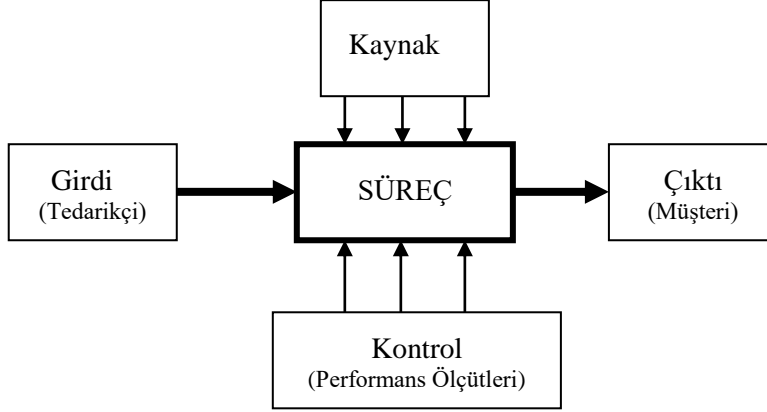 Kaynak
Girdi
(Tedarikçi)
SÜREÇ
Çıktı
(Müşteri)
Kontrol
(Performans Ölçütleri)